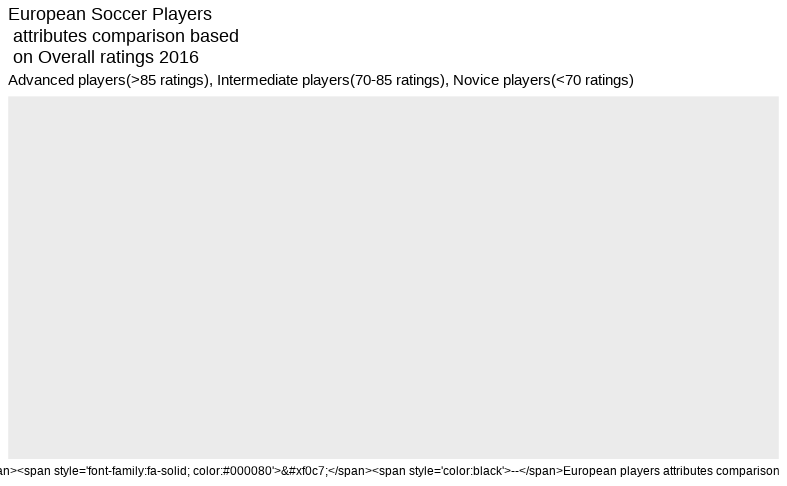 European Soccer Players
attributes comparison based
on Overall ratings 2016
Advanced players(>85 ratings), Intermediate players(70-85 ratings), Novice players(<70 ratings)
an><span style='font-family:fa-solid; color:#000080'>&#xf0c7;</span><span style='color:black'>--</span>European players attributes comparison